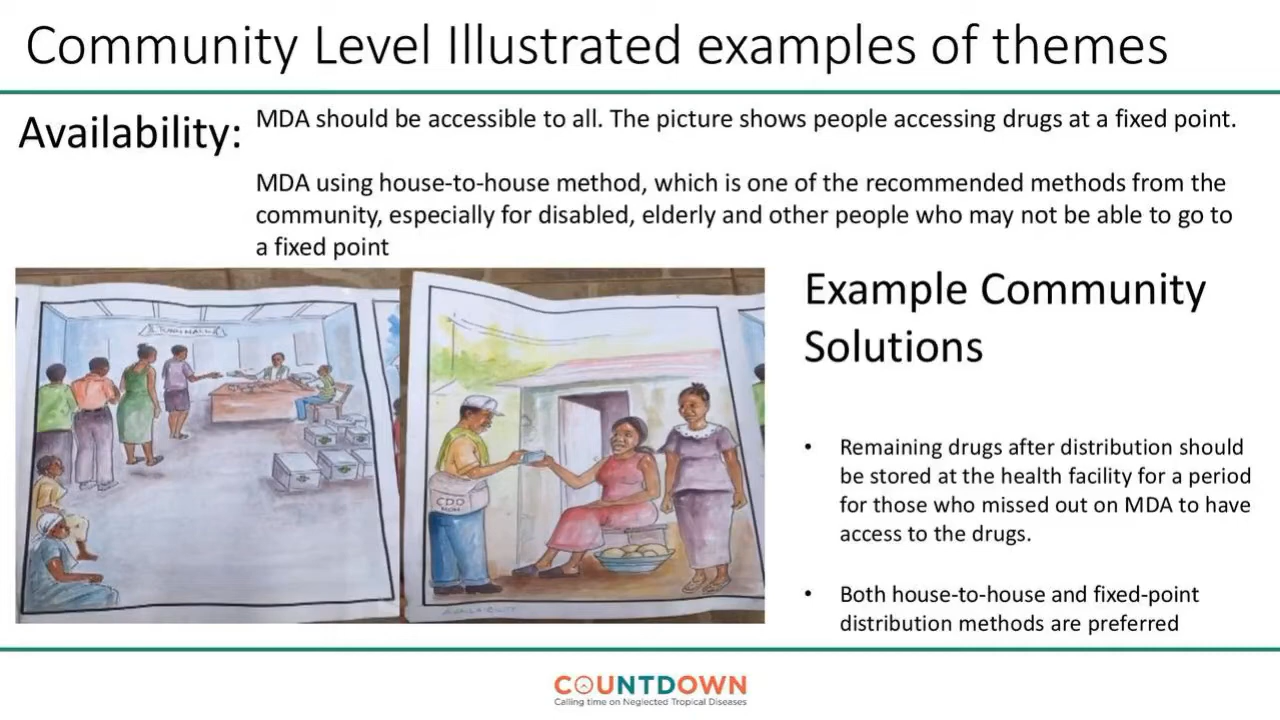 Community Level Illustrated examples of themes
Availability:
MDA should be accessible to all. The picture shows people accessing drugs at a fixed point.
MDA using house-to-house method, which is one of the recommended methods from the
community, especially for disabled, elderly and other people who may not be able to go to
a fixed point
CDD
Example Community
Solutions
• Remaining drugs after distribution should
be stored at the health facility for a period
for those who missed out on MDA to have
access to the drugs.
• Both house-to-house and fixed-point
distribution methods are preferred
COUNTDOWN
Calling time on Neglected Tropical Diseases